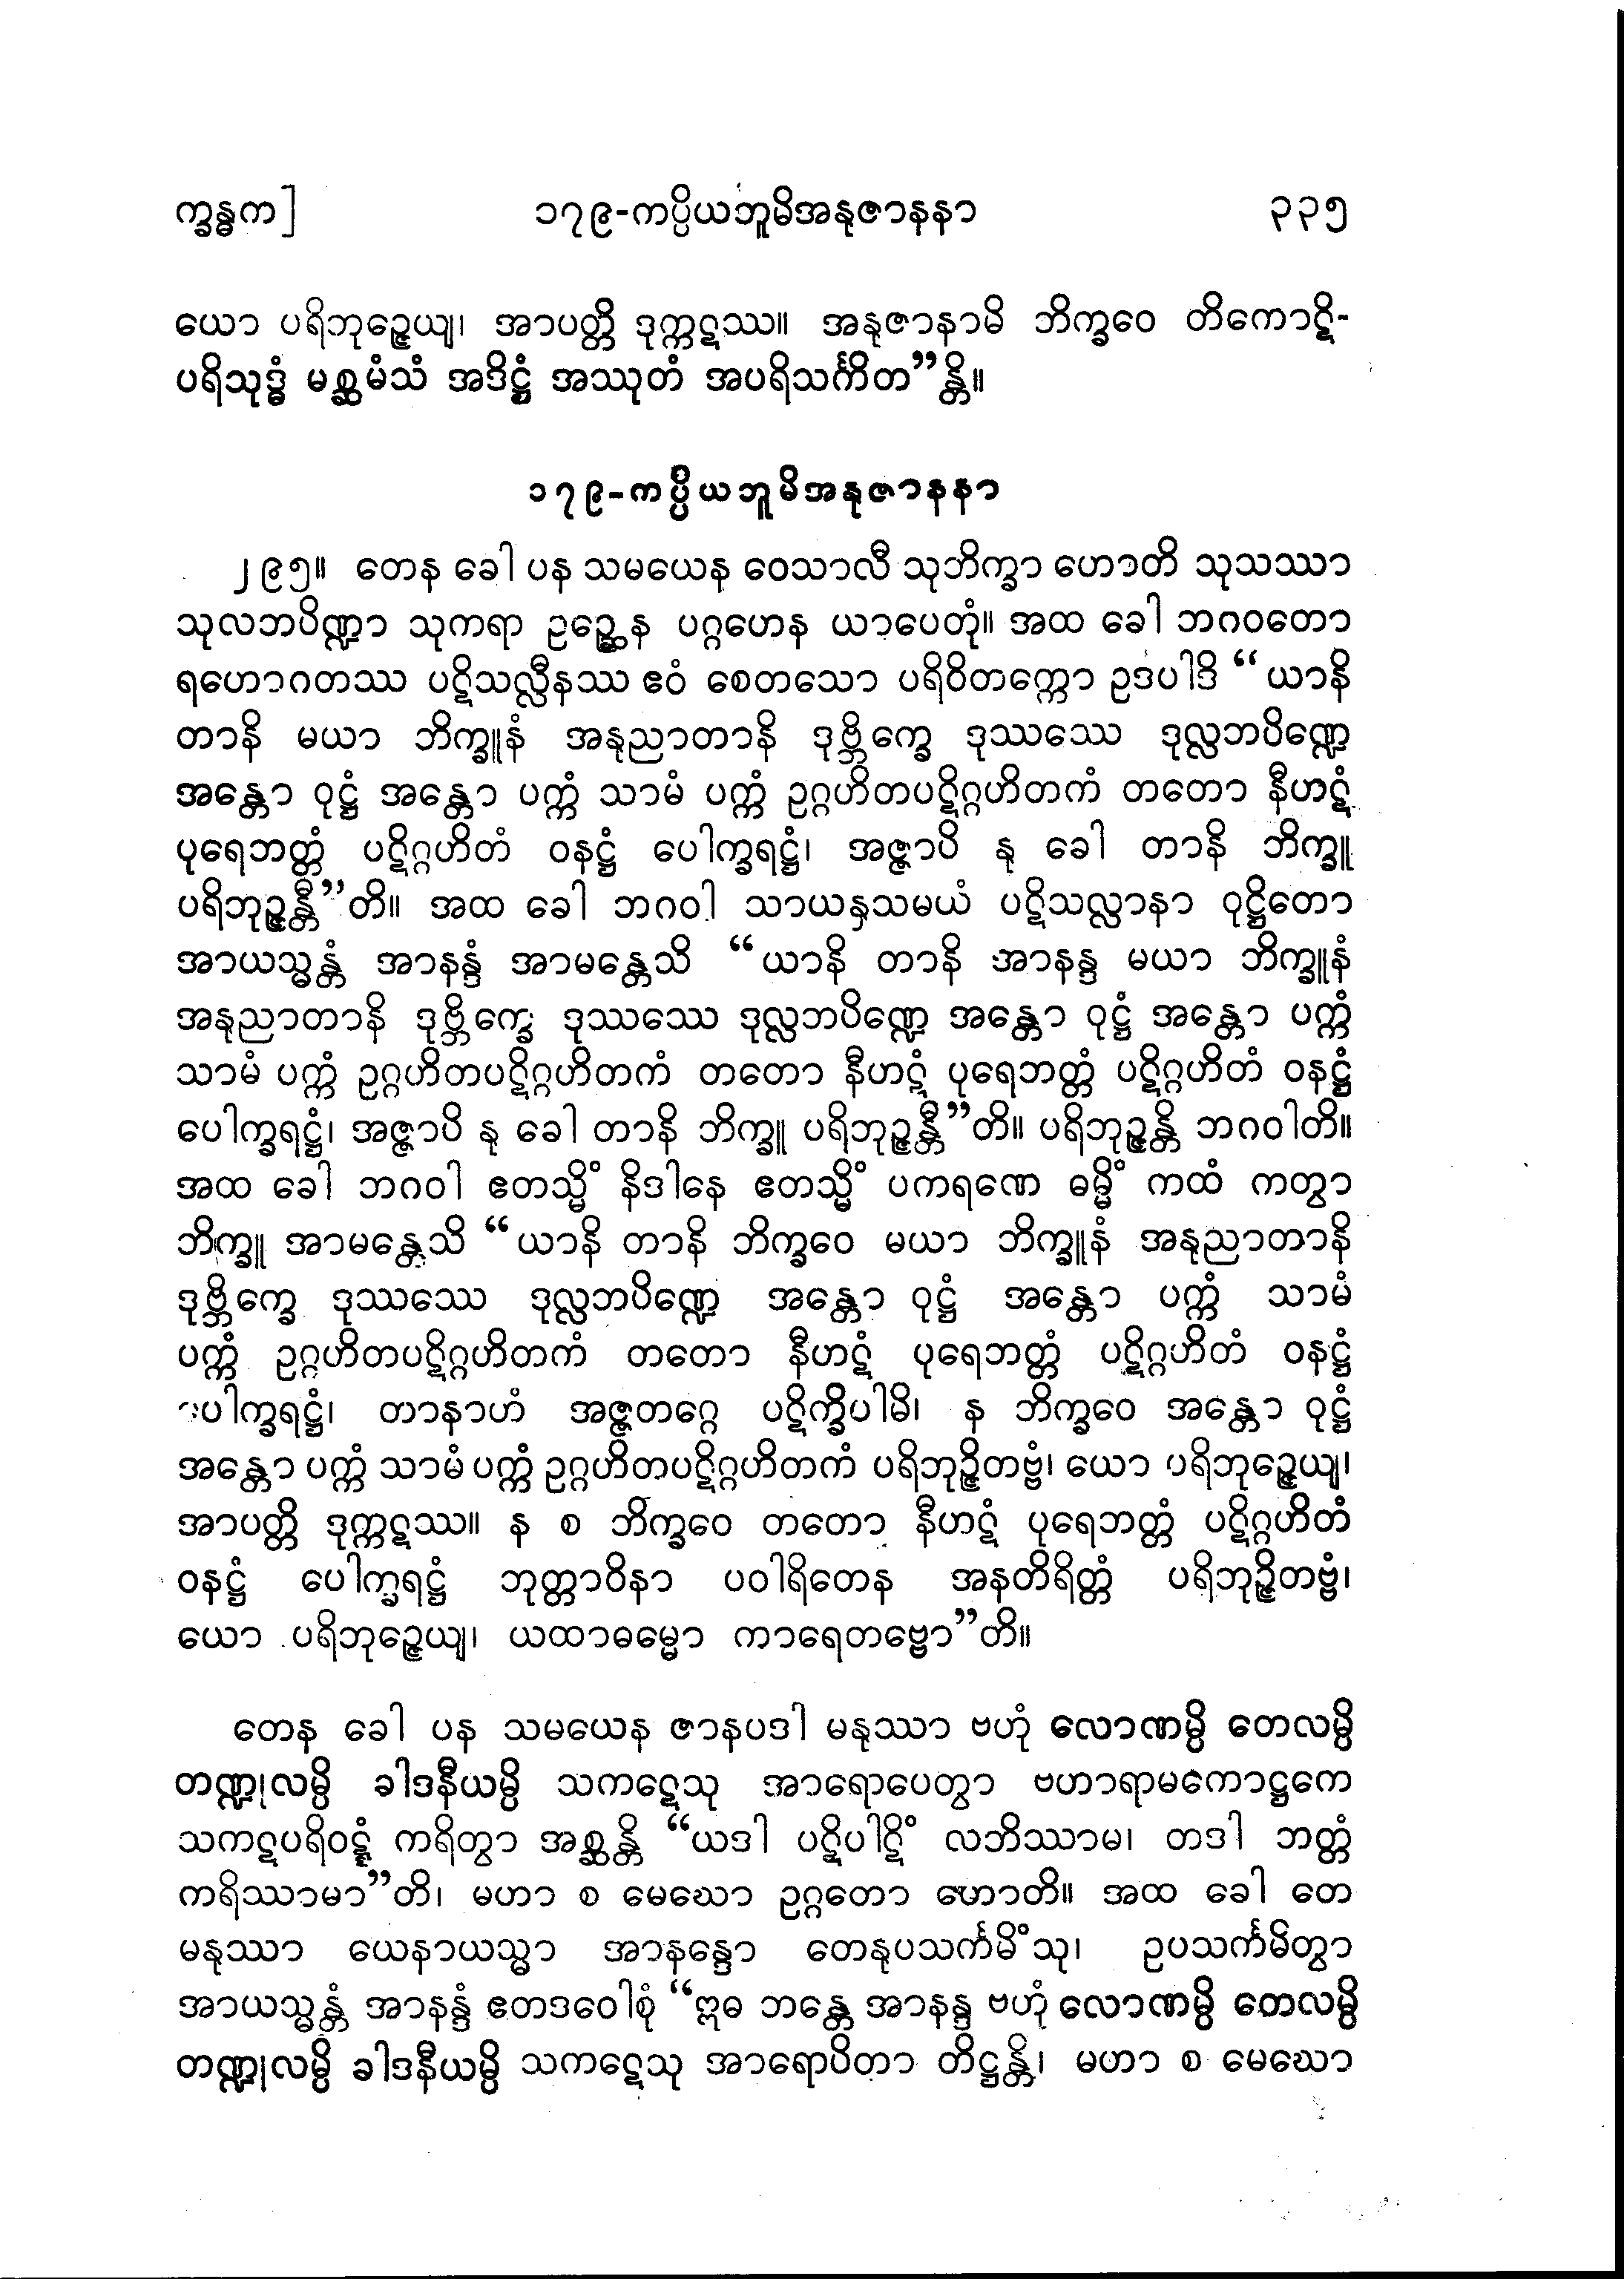 က္ခန္ဓက]
၁၇၉-ကပ္ပိယဘူမိအနုဇာနနာ
၃၃၅
ယော ပရိဘုဉ္ဇေယျ၊ အာပတ္တိ ဒုက္ကဋဿ။ အနုဇာနာမိ ဘိက္ခဝေ တိကောဋိ-
ပရိသုဒ္ဓံ မစ္ဆမံသံ အဒိဋ္ဌံ အဿုတံ အပရိသင်္ကိတ”န္တိ။
၁၇၉-ကပ္ပိယဘူမိအနုဇာနနာ
၂၉၅။ တေန ခေါ ပန သမယေန ဝေသာလီ သုဘိက္ခာ ဟောတိ သုသဿာ
သုလဘပိဏ္ဍာ သုကရာ ဥဉ္ဆေန ပဂ္ဂဟေန ယာပေတုံ။ အထ ခေါ ဘဂဝတော
ရဟောဂတဿ ပဋိသလ္လီနဿ ဧဝံ စေတသော ပရိဝိတက္ကော ဥဒပါဒိ “ယာနိ
တာနိ မယာ ဘိက္ခူနံ အနုညာတာနိ ဒုဗ္ဘိက္ခေ ဒုဿဿေ ဒုလ္လဘပိဏ္ဍေ
အန္တော ဝုဋ္ဌံ အန္တော ပက္ကံ သာမံ ပက္ကံ ဥဂ္ဂဟိတပဋိဂ္ဂဟိတကံ တတော နီဟဋံ
ပုရေဘတ္တံ ပဋိဂ္ဂဟိတံ ဝနဋ္ဌံ ပေါက္ခရဋ္ဌံ၊ အဇ္ဇာပိ နု ခေါ တာနိ ဘိက္ခူ
ပရိဘုဉ္ဇန္တီ”တိ။ အထ ခေါ ဘဂဝါ သာယနှသမယံ ပဋိသလ္လာနာ ဝုဋ္ဌိတော
အာယသ္မန္တံ အာနန္ဒံ အာမန္တေသိ “ယာနိ တာနိ အာနန္ဒ မယာ ဘိက္ခူနံ
အနုညာတာနိ ဒုဗ္ဘိက္ခေ ဒုဿဿေ ဒုလ္လဘပိဏ္ဍေ အန္တော ဝုဋ္ဌံ အန္တော ပက္ကံ
သာမံ ပက္ကံ ဥဂ္ဂဟိတပဋိဂ္ဂဟိတကံ တတော နီဟဋံ ပုရေဘတ္တံ ပဋိဂ္ဂဟိတံ ဝနဋ္ဌံ
ပေါက္ခရဋ္ဌံ၊ အဇ္ဇာပိ နု ခေါ တာနိ ဘိက္ခူ ပရိဘုဉ္ဇန္တီ”တိ။ ပရိဘုဉ္ဇန္တိ ဘဂဝါတိ။
အထ ခေါ ဘဂဝါ ဧတသ္မိံ နိဒါနေ ဧတသ္မိံ ပကရဏေ ဓမ္မိံ ကထံ ကတွာ
ဘိက္ခူ အာမန္တေသိ “ယာနိ တာနိ ဘိက္ခဝေ မယာ ဘိက္ခူနံ အနုညာတာနိ
ဒုဗ္ဘိက္ခေ ဒုဿဿေ ဒုလ္လဘပိဏ္ဍေ အန္တော ဝုဋ္ဌံ အန္တော ပက္ကံ သာမံ
ပက္ကံ ဥဂ္ဂဟိတပဋိဂ္ဂဟိတကံ တတော နီဟဋံ ပုရေဘတ္တံ ပဋိဂ္ဂဟိတံ ဝနဋ္ဌံ
ပေါက္ခရဋ္ဌံ၊ တာနာဟံ အဇ္ဇတဂ္ဂေ ပဋိက္ခိပါမိ၊ န ဘိက္ခဝေ အန္တော ဝုဋ္ဌံ
အန္တော ပက္ကံ သာမံ ပက္ကံ ဥဂ္ဂဟိတပဋိဂ္ဂဟိတကံ ပရိဘုဉ္ဇိတဗ္ဗံ၊ ယော ပရိဘုဉ္ဇေယျ၊
အာပတ္တိ ဒုက္ကဋဿ။ န စ ဘိက္ခဝေ တတော နီဟဋံ ပုရေဘတ္တံ ပဋိဂ္ဂဟိတံ
ဝနဋ္ဌံ ပေါက္ခရဋ္ဌံ ဘုတ္တာဝိနာ ပဝါရိတေန အနတိရိတ္တံ ပရိဘုဉ္ဇိတဗ္ဗံ၊
ယော ပရိဘုဉ္ဇေယျ၊ ယထာဓမ္မော ကာရေတဗ္ဗော”တိ။
တေန ခေါ ပန သမယေန ဇာနပဒါ မနုဿာ ဗဟုံ လောဏမ္ပိ တေလမ္ပိ
တဏ္ဍုလမ္ပိ ခါဒနီယမ္ပိ သကဋေသု အာရောပေတွာ ဗဟာရာမကောဋ္ဌကေ
သကဋပရိဝဋ္ဋံ ကရိတွာ အစ္ဆန္တိ “ယဒါ ပဋိပါဋိံ လဘိဿာမ၊ တဒါ ဘတ္တံ
ကရိဿာမာ”တိ၊ မဟာ စ မေဃော ဥဂ္ဂတော ဟောတိ။ အထ ခေါ တေ
မနုဿာ ယေနာယသ္မာ အာနန္ဒော တေနုပသင်္ကမိံသု၊ ဥပသင်္ကမိတွာ
အာယသ္မန္တံ အာနန္ဒံ ဧတဒဝေါစုံ “ဣဓ ဘန္တေ အာနန္ဒ ဗဟုံ လောဏမ္ပိ တေလမ္ပိ
တဏ္ဍုလမ္ပိ ခါဒနီယမ္ပိ သကဋေသု အာရောပိတာ တိဋ္ဌန္တိ၊ မဟာ စ မေဃော